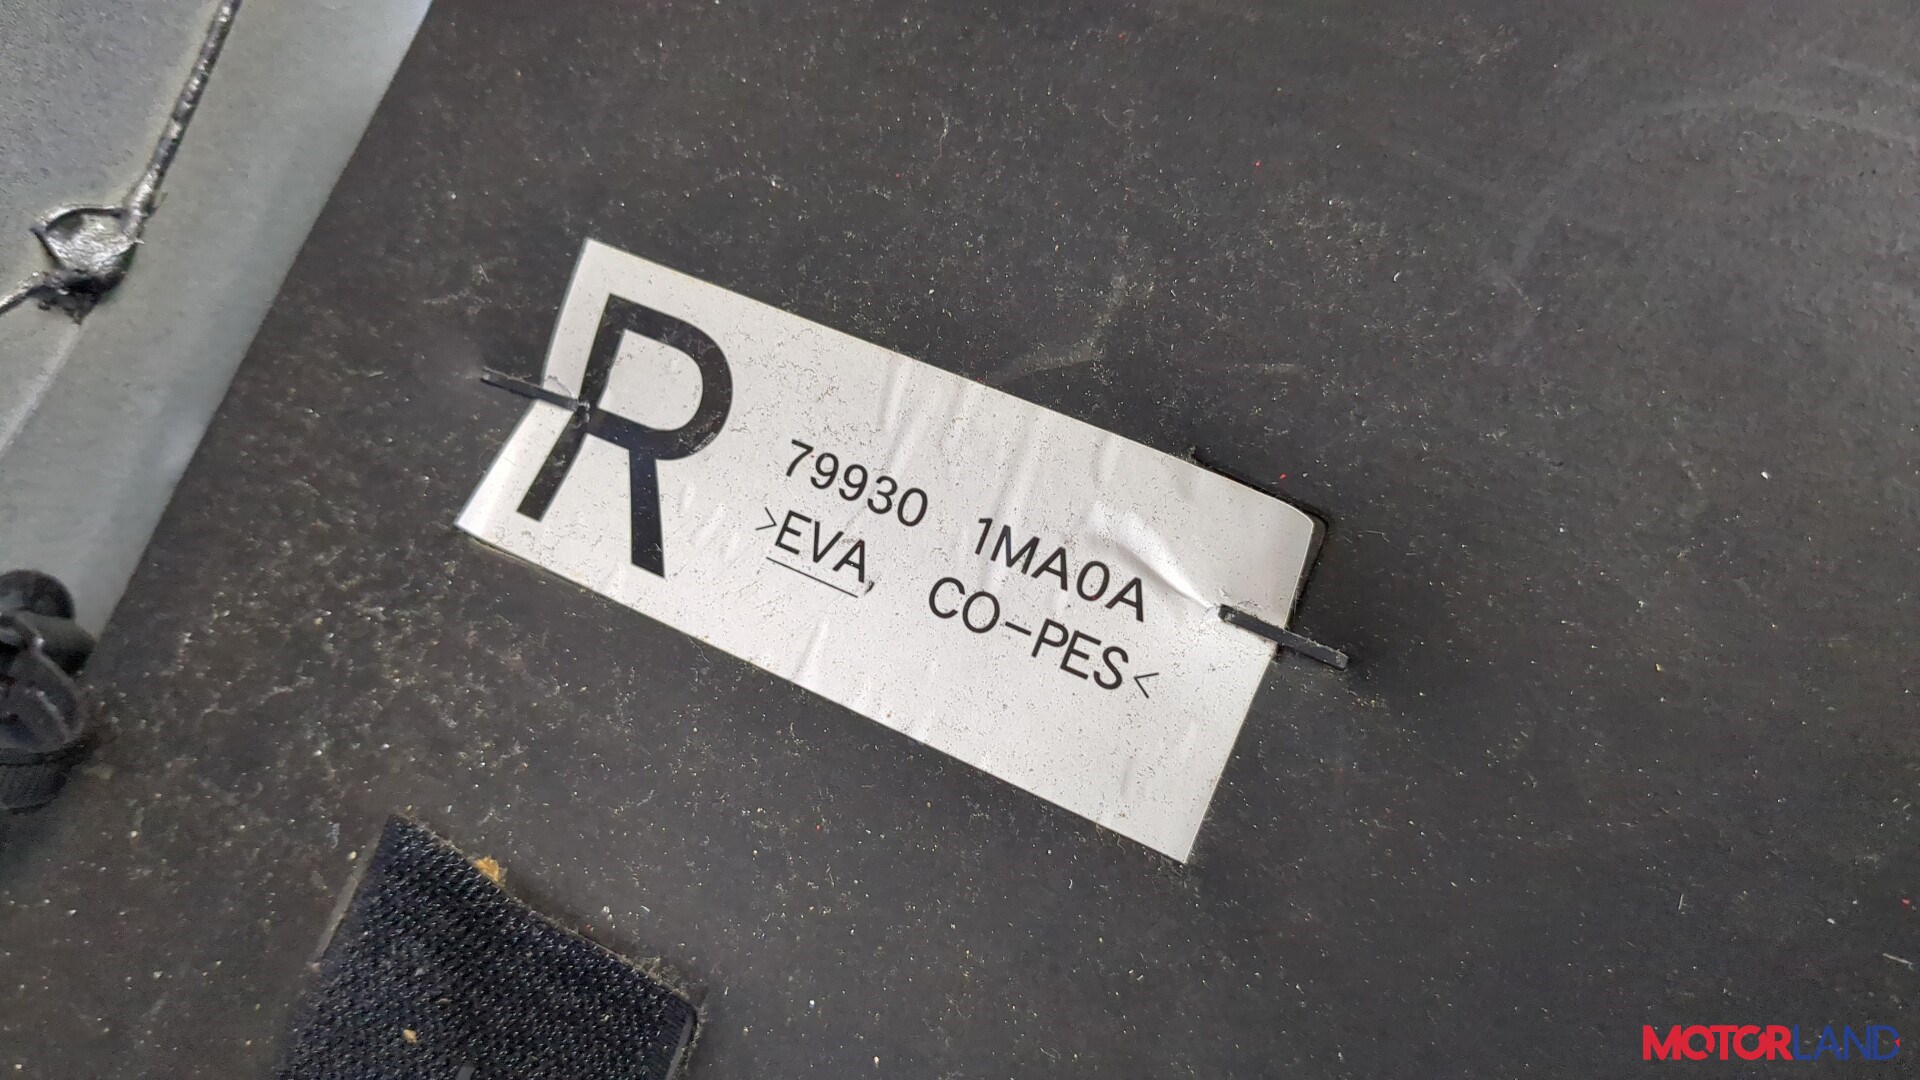 R
79930 1MA0A
>EVA, CO-PES<
MOTORLAND